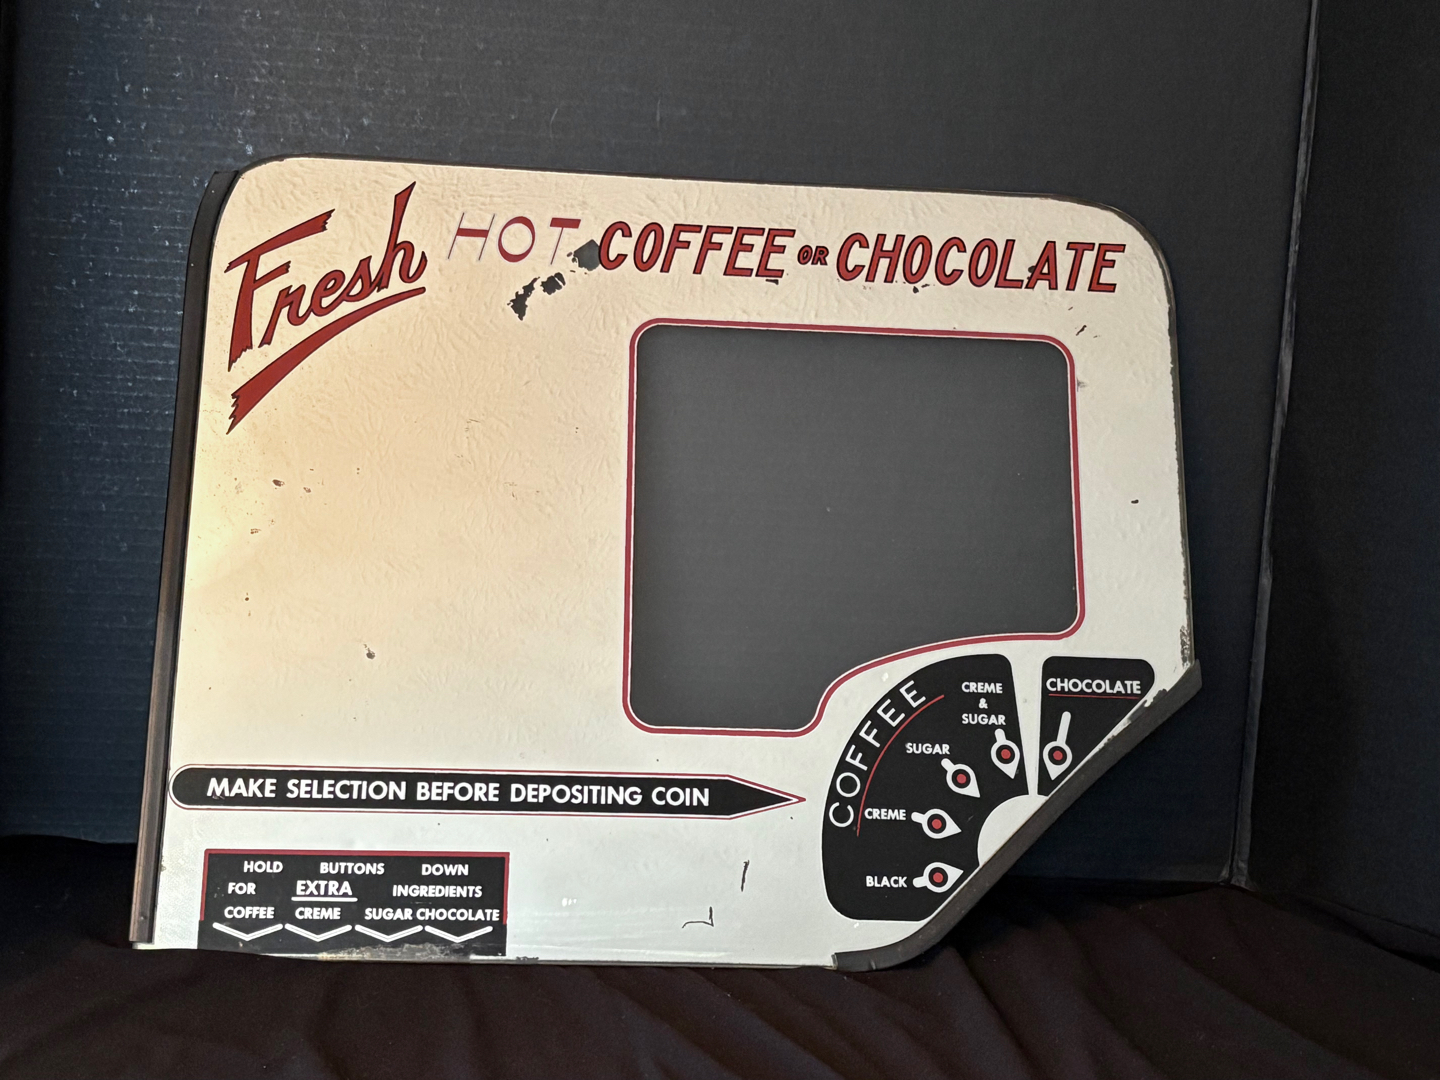 Fresh HOT COFFEE OR CHOCOLATE
COFFEE
CREME
&
SUGAR
SUGAR
CREME
BLACK
CHOCOLATE
MAKE SELECTION BEFORE DEPOSITING COIN
HOLD BUTTONS DOWN
FOR EXTRA INGREDIENTS
COFFEE CREME SUGAR CHOCOLATE